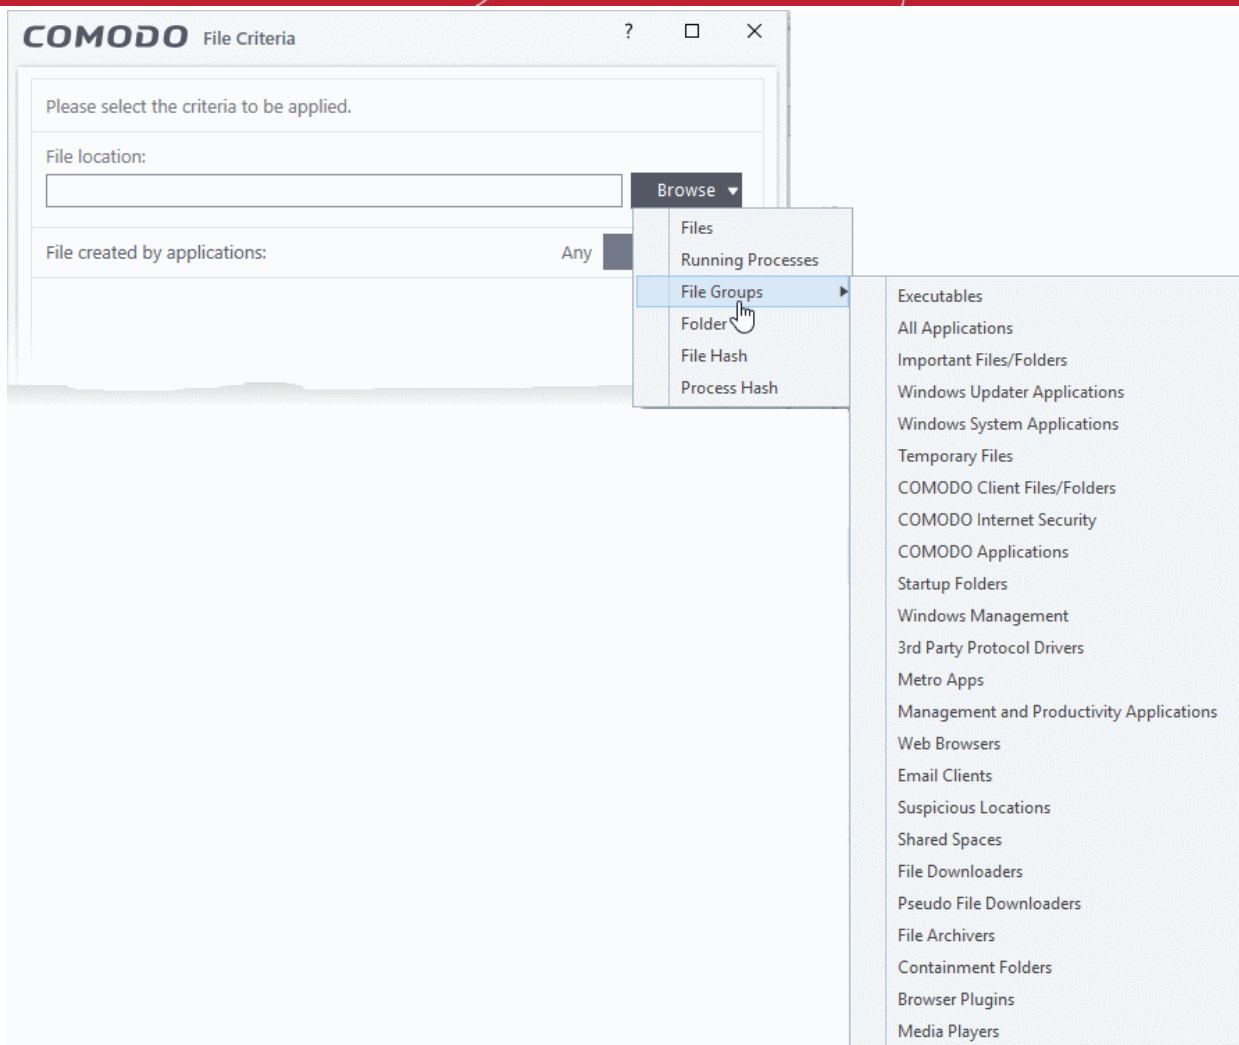 COMODO File Criteria ?
Please select the criteria to be applied.
File location:
Browse
File created by applications: Any
Files
Running Processes
File Groups
Folder
File Hash
Process Hash
Executables
All Applications
Important Files/Folders
Windows Updater Applications
Windows System Applications
Temporary Files
COMODO Client Files/Folders
COMODO Internet Security
COMODO Applications
Startup Folders
Windows Management
3rd Party Protocol Drivers
Metro Apps
Management and Productivity Applications
Web Browsers
Email Clients
Suspicious Locations
Shared Spaces
File Downloaders
Pseudo File Downloaders
File Archivers
Containment Folders
Browser Plugins
Media Players